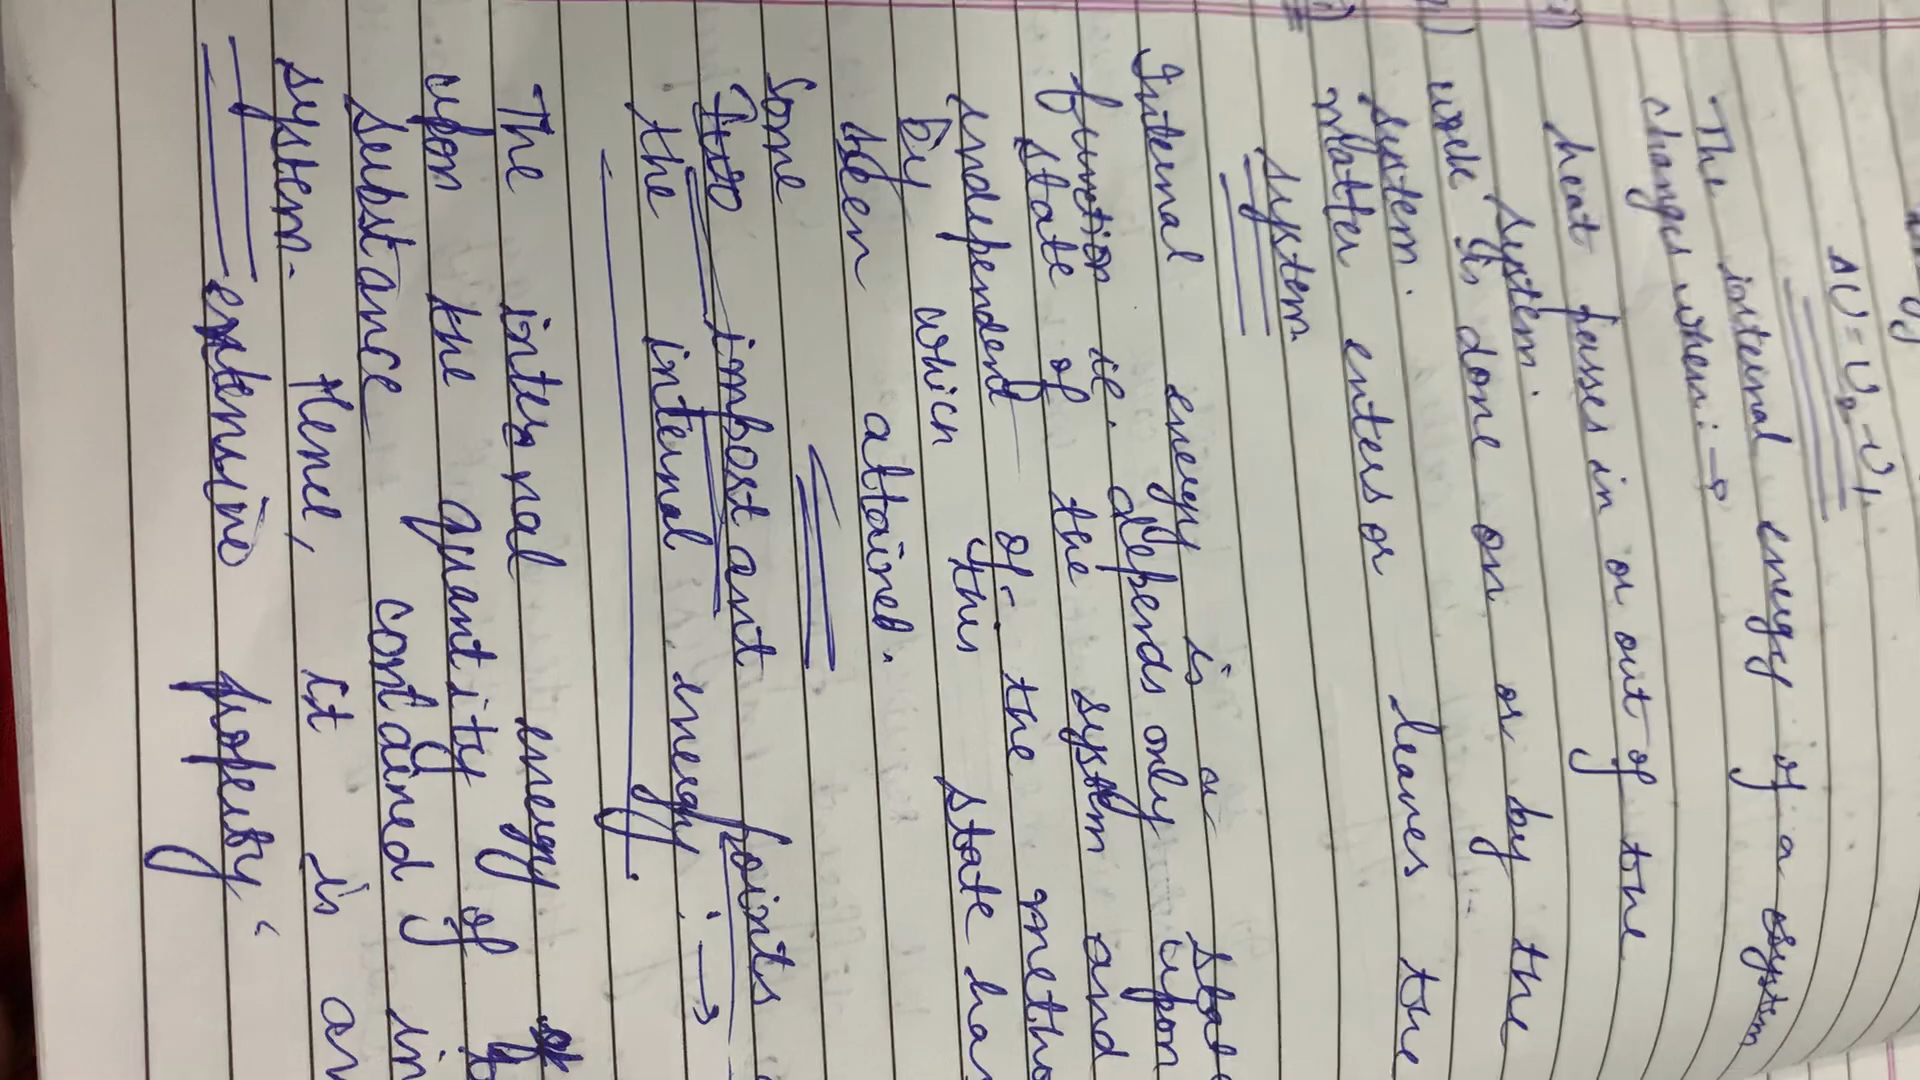 ΔU = U2 - U1
The internal energy of a system
changes when: →
heat passes in or out of the
system.
work is done on or by the
system.
matter enters or leaves the
system
Internal energy is a
function ie. depends only upon
state of the system and
independent of the
by which this state has
been attained.
Some important points
the internal energy : →
The internal energy
upon the quantity of
substance contained in
system. Hence, it is an
extensive property.